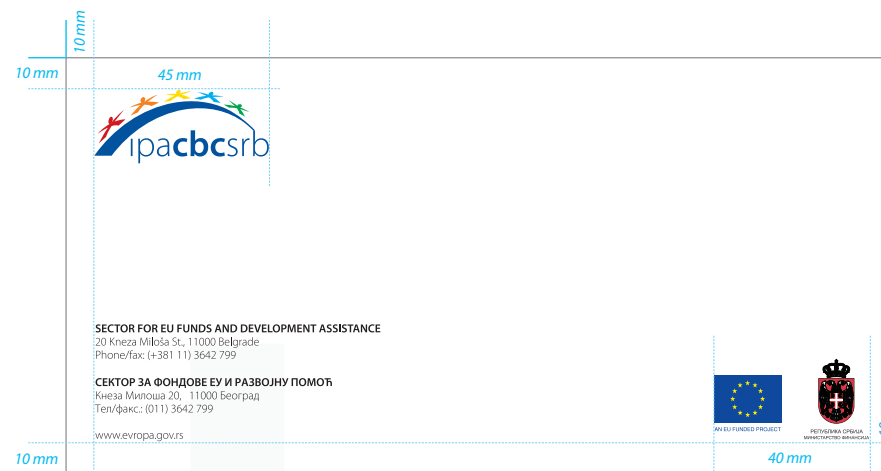 10 mm
10 mm
45 mm
ipacbcsrb
SECTOR FOR EU FUNDS AND DEVELOPMENT ASSISTANCE
20 Kneza Miloša St., 11000 Belgrade
Phone/fax: (+381 11) 3642 799
СЕКТОР ЗА ФОНДОВЕ ЕУ И РАЗВОЈНУ ПОМОЋ
Кнеза Милоша 20, 11000 Београд
Тел/факс.: (011) 3642 799
www.evropa.gov.rs
AN EU FUNDED PROJECT
РЕПУБЛИКА СРБИЈА
МИНИСТАРСТВО ФИНАНСИЈА
10 mm
40 mm